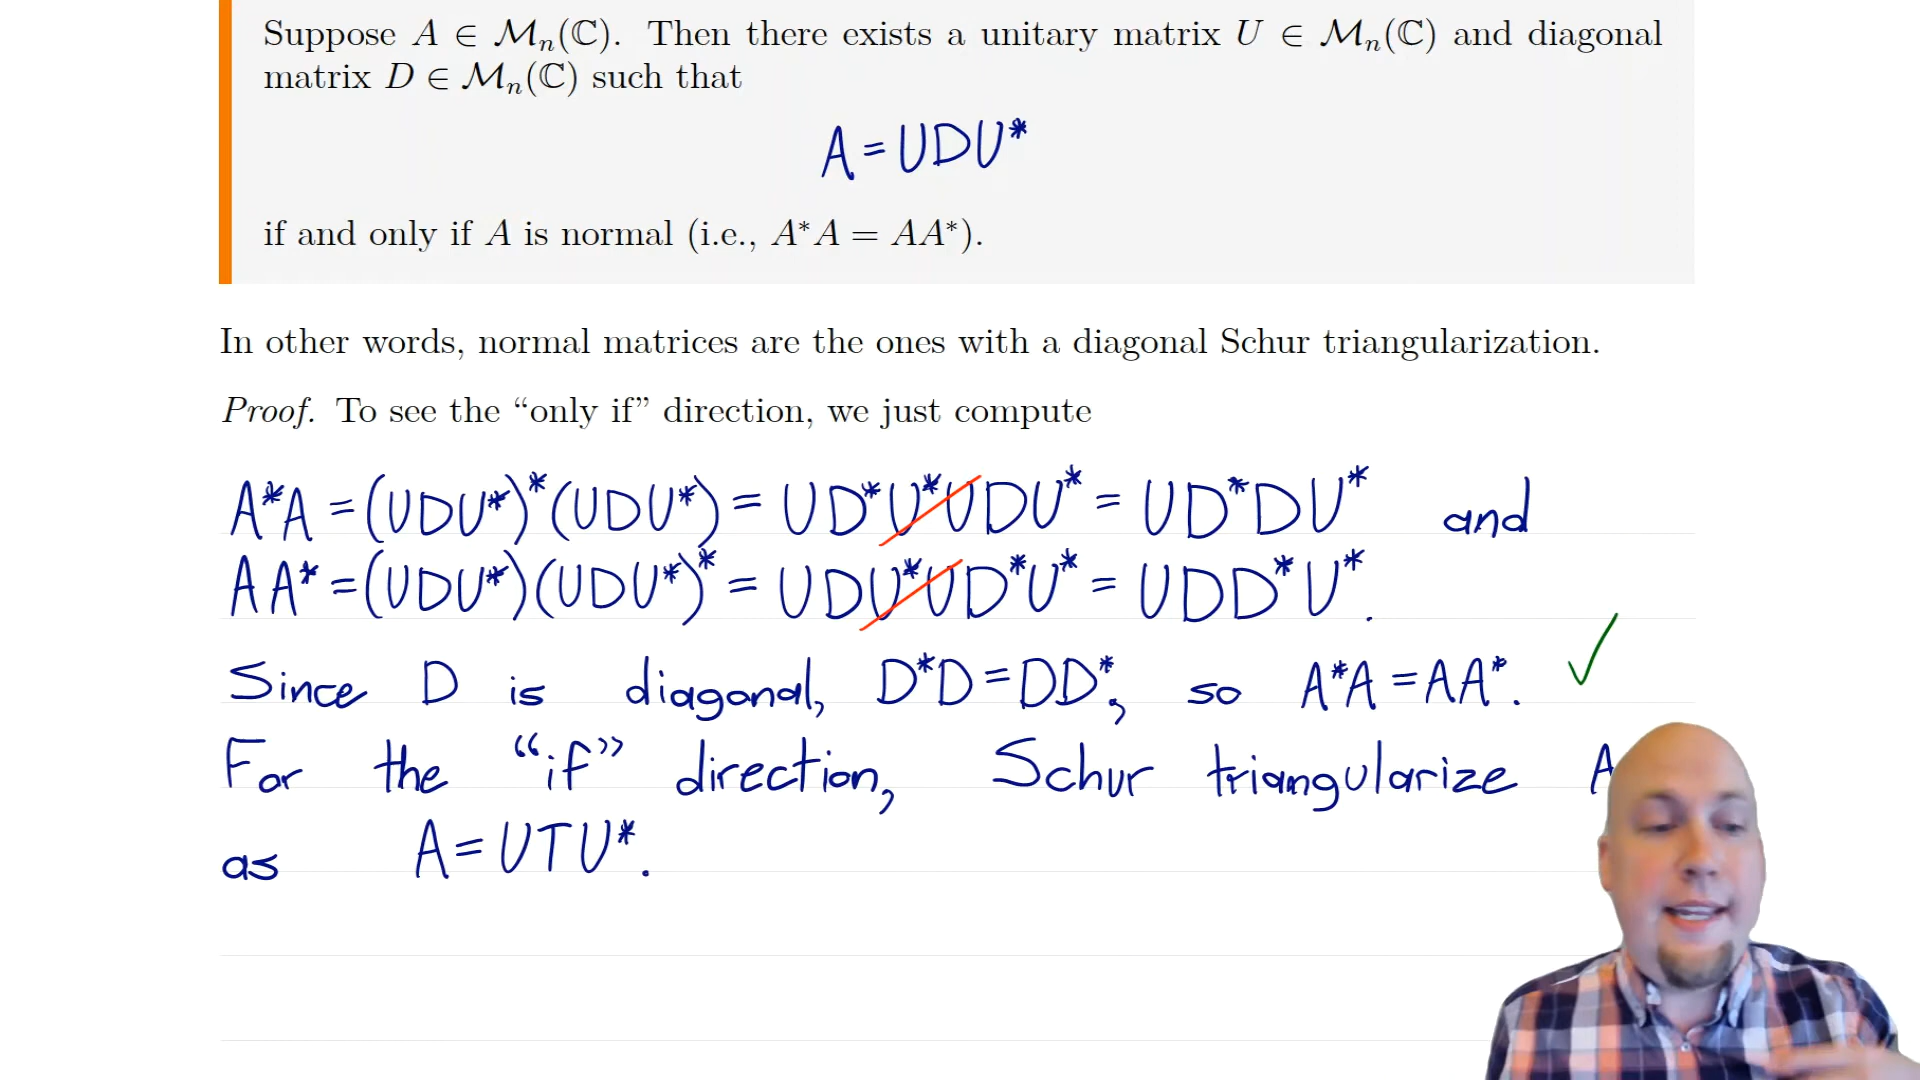 Suppose A ∈ ℳₙ(ℂ). Then there exists a unitary matrix U ∈ ℳₙ(ℂ) and diagonal
matrix D ∈ ℳₙ(ℂ) such that
A = UDU*
if and only if A is normal (i.e., A*A = AA*).
In other words, normal matrices are the ones with a diagonal Schur triangularization.
Proof. To see the “only if” direction, we just compute
A*A = (UDU*)*(UDU*) = UD*U*UDU* = UD*DU* and
AA* = (UDU*)(UDU*)* = UDU*UD*U* = UDD*U*.
Since D is diagonal, D*D = DD*, so A*A = AA*. ✓
For the “if” direction, Schur triangularize A
as A = UTU*.